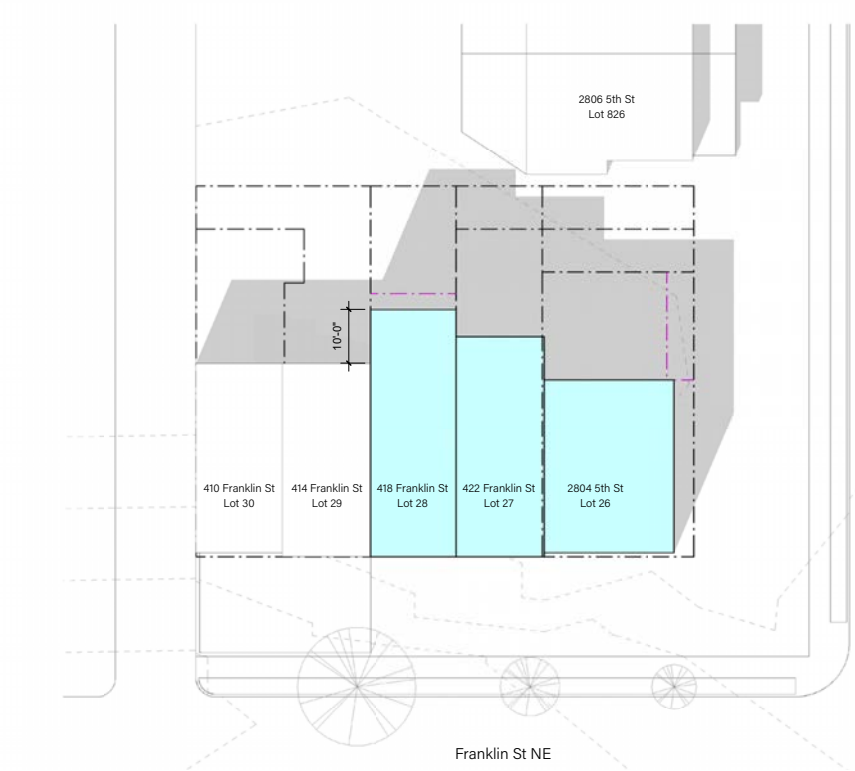 2806 5th St
Lot 826
10'-0"
410 Franklin St
Lot 30
414 Franklin St
Lot 29
418 Franklin St
Lot 28
422 Franklin St
Lot 27
2804 5th St
Lot 26
Franklin St NE